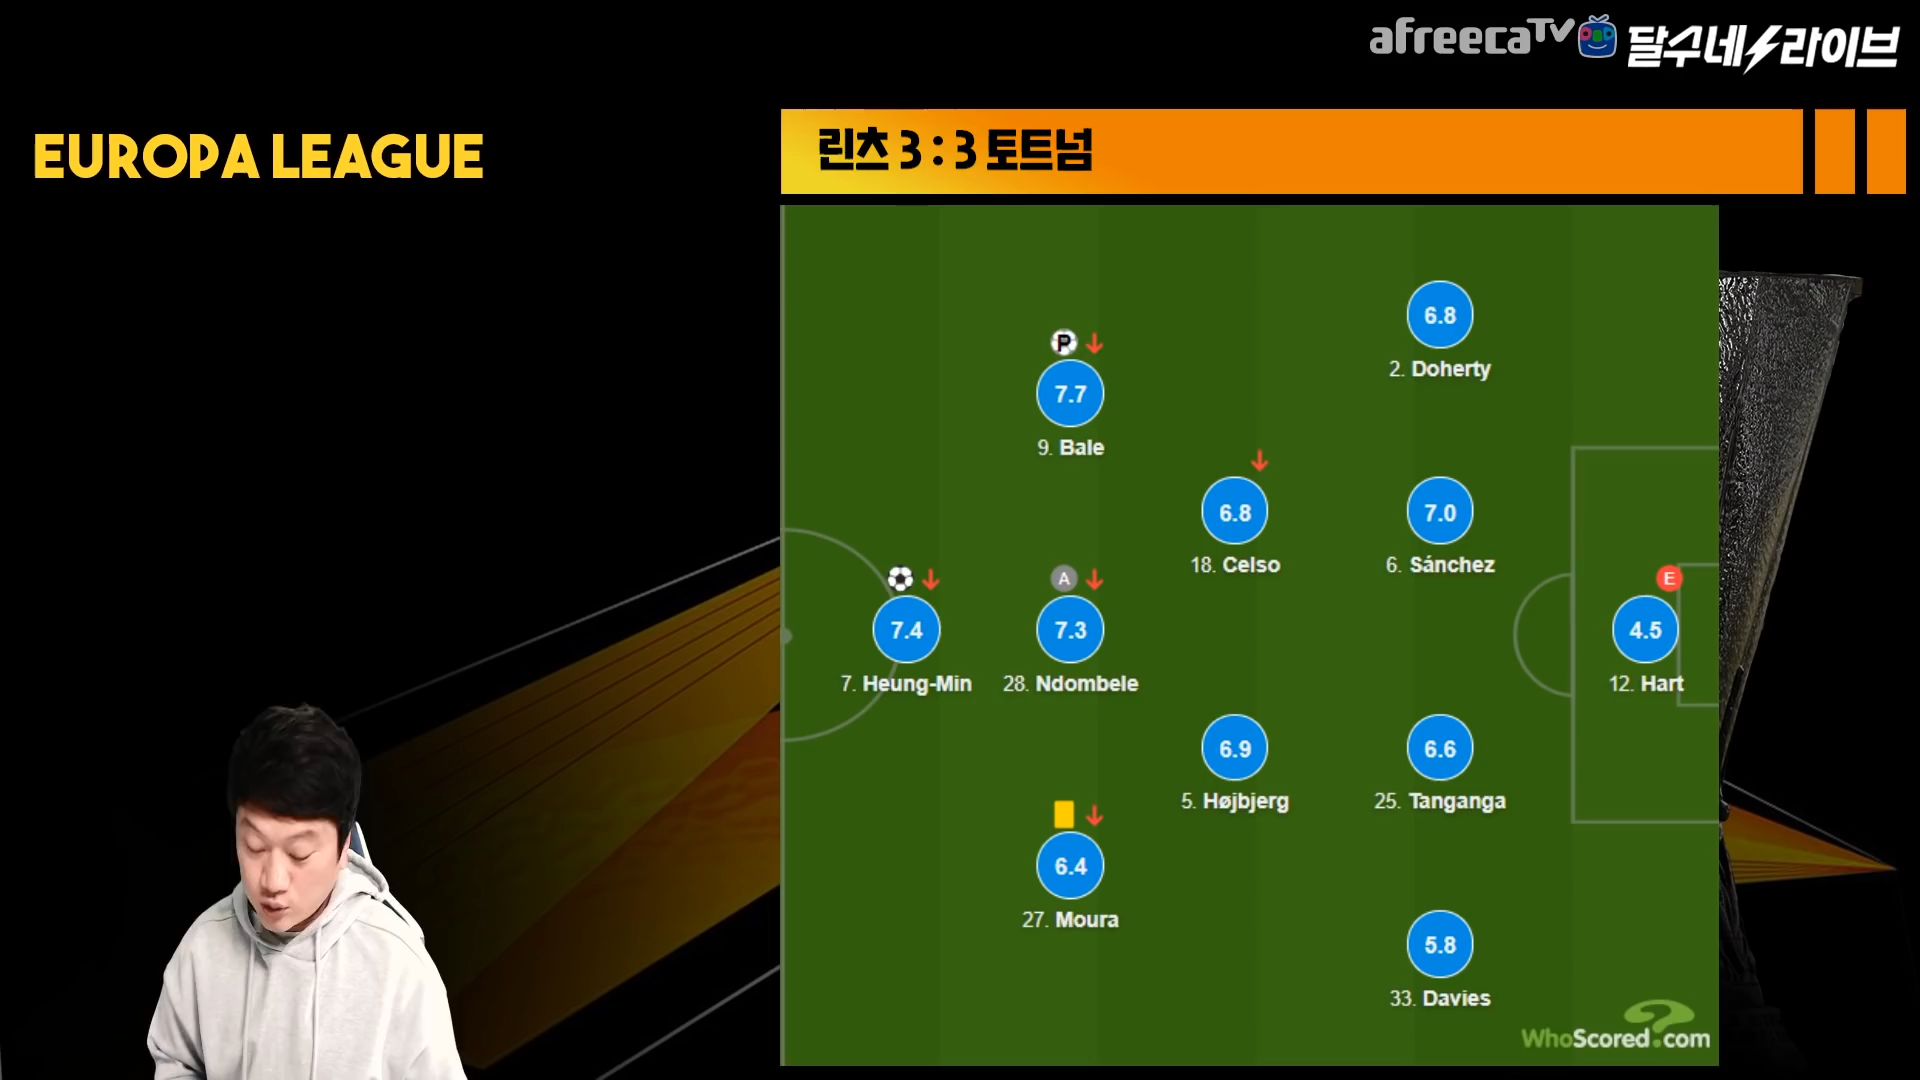 afreecaTV 달수네라이브
EUROPA LEAGUE
린츠 3 : 3 토트넘
6.8
2. Doherty
P
7.7
9. Bale
6.8
18. Celso
7.0
6. Sánchez
7.4
7. Heung-Min
A
7.3
28. Ndombele
E
4.5
12. Hart
6.9
5. Højbjerg
6.6
25. Tanganga
6.4
27. Moura
5.8
33. Davies
WhoScored.com